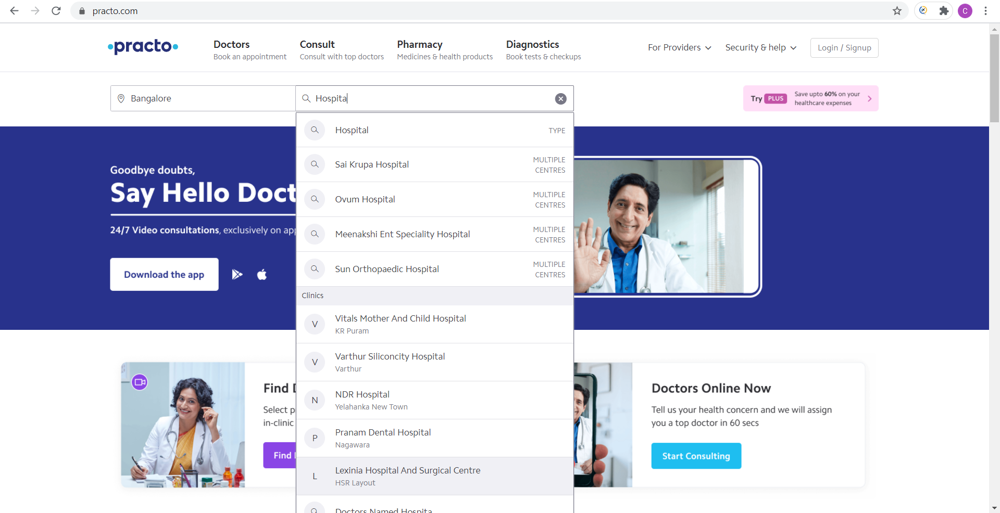 practo.com
C
practo
Doctors
Book an appointment
Consult
Consult with top doctors
Pharmacy
Medicines & health products
Diagnostics
Book tests & checkups
For Providers
Security & help
Login / Signup
Bangalore
Hospita
Try PLUS
Save upto 60% on your
healthcare expenses
Hospital
TYPE
Sai Krupa Hospital
MULTIPLE
CENTRES
Ovum Hospital
MULTIPLE
CENTRES
Meenakshi Ent Speciality Hospital
MULTIPLE
CENTRES
Sun Orthopaedic Hospital
MULTIPLE
CENTRES
Clinics
V
Vitals Mother And Child Hospital
KR Puram
V
Varthur Siliconcity Hospital
Varthur
N
NDR Hospital
Yelahanka New Town
P
Pranam Dental Hospital
Nagawara
L
Lexinia Hospital And Surgical Centre
HSR Layout
Doctors Named Hospita
Goodbye doubts,
Say Hello Doct
24/7 Video consultations, exclusively on app
Download the app
Find D
Select p
in-clinic
Find
Doctors Online Now
Tell us your health concern and we will assign
you a top doctor in 60 secs
Start Consulting